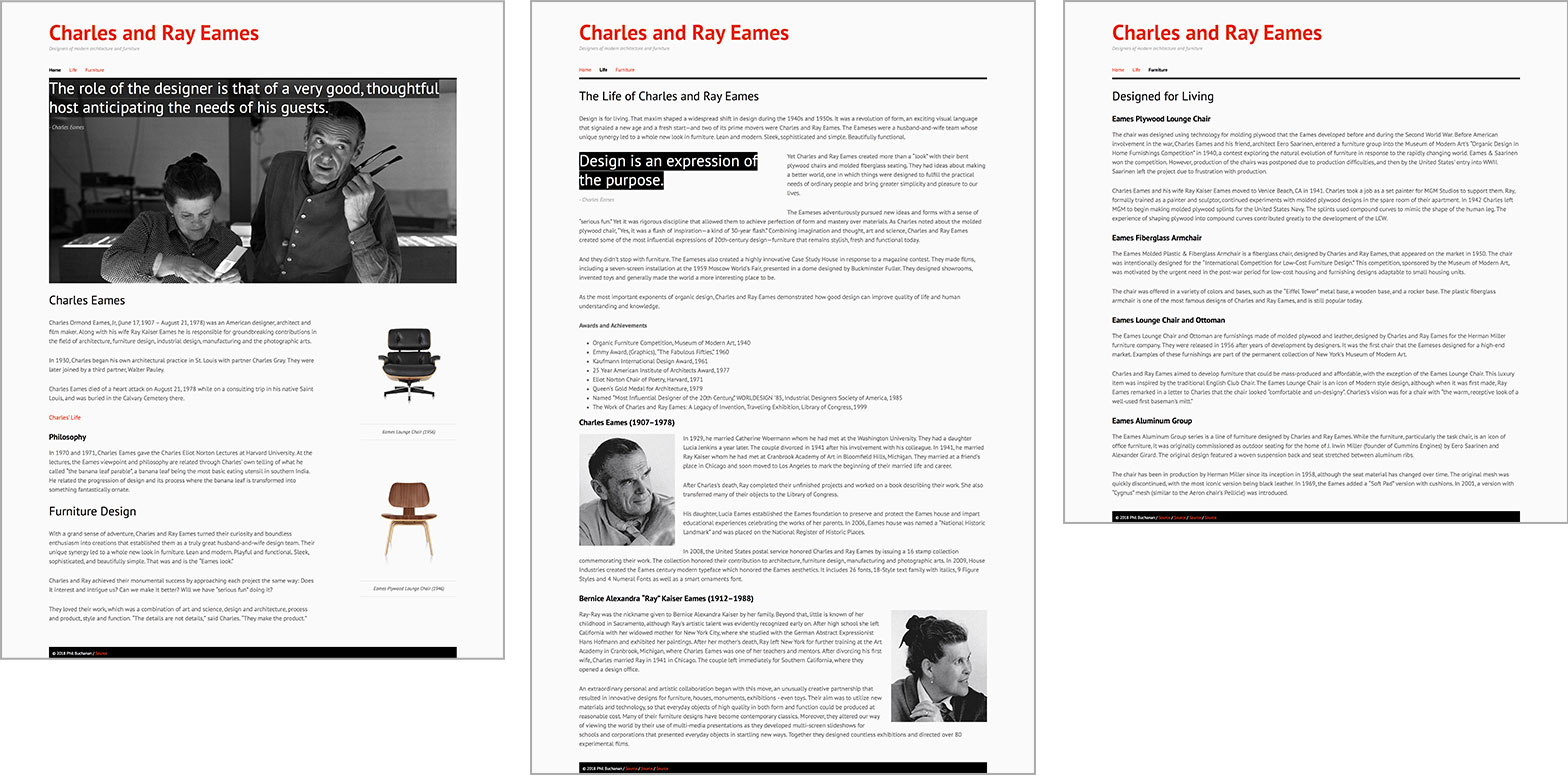 Charles and Ray Eames
Designers of modern architecture and furniture
Home Life Furniture
The role of the designer is that of a very good, thoughtful
host anticipating the needs of his guests.
- Charles Eames
Charles Eames
Charles Ormond Eames, Jr, (June 17, 1907 – August 21, 1978) was an American designer, architect and
film maker. Along with his wife Ray Kaiser Eames he is responsible for groundbreaking contributions in
the field of architecture, furniture design, industrial design, manufacturing and the photographic arts.
In 1930, Charles began his own architectural practice in St. Louis with partner Charles Gray. They were
later joined by a third partner, Walter Pauley.
Charles Eames died of a heart attack on August 21, 1978 while on a consulting trip in his native Saint
Louis, and was buried in the Calvary Cemetery there.
Charles' Life
Philosophy
In 1970 and 1971, Charles Eames gave the Charles Eliot Norton Lectures at Harvard University. At the
lectures, the Eames viewpoint and philosophy are related through Charles' own telling of what he
called "the banana leaf parable", a banana leaf being the most basic eating utensil in southern India.
He related the progression of design and its process where the banana leaf is transformed into
something fantastically ornate.
Furniture Design
With a grand sense of adventure, Charles and Ray Eames turned their curiosity and boundless
enthusiasm into creations that established them as a truly great husband-and-wife design team. Their
unique synergy led to a whole new look in furniture. Lean and modern. Playful and functional. Sleek,
sophisticated, and beautifully simple. That was and is the "Eames look."
Charles and Ray achieved their monumental success by approaching each project the same way: Does
it interest and intrigue us? Can we make it better? Will we have "serious fun" doing it?
They loved their work, which was a combination of art and science, design and architecture, process
and product, style and function. "The details are not details," said Charles. "They make the product."
Eames Lounge Chair (1956)
Eames Plywood Lounge Chair (1946)
© 2018 Phil Buchanan / Source
Charles and Ray Eames
Designers of modern architecture and furniture
Home Life Furniture
The Life of Charles and Ray Eames
Design is for living. That maxim shaped a widespread shift in design during the 1940s and 1950s. It was a revolution of form, an exciting visual language
that signaled a new age and a fresh start—and two of its prime movers were Charles and Ray Eames. The Eameses were a husband-and-wife team whose
unique synergy led to a whole new look in furniture. Lean and modern. Sleek, sophisticated and simple. Beautifully functional.
Design is an expression of
the purpose.
- Charles Eames
Yet Charles and Ray Eames created more than a "look" with their bent
plywood chairs and molded fiberglass seating. They had ideas about making
a better world, one in which things were designed to fulfill the practical
needs of ordinary people and bring greater simplicity and pleasure to our
lives.
The Eameses adventurously pursued new ideas and forms with a sense of
"serious fun." Yet it was rigorous discipline that allowed them to achieve perfection of form and mastery over materials. As Charles noted about the molded
plywood chair, "Yes, it was a flash of inspiration—a kind of 30-year flash." Combining imagination and thought, art and science, Charles and Ray Eames
created some of the most influential expressions of 20th-century design—furniture that remains stylish, fresh and functional today.
And they didn't stop with furniture. The Eameses also created a highly innovative Case Study House in response to a magazine contest. They made films,
including a seven-screen installation at the 1959 Moscow World's Fair, presented in a dome designed by Buckminster Fuller. They designed showrooms,
invented toys and generally made the world a more interesting place to be.
As the most important exponents of organic design, Charles and Ray Eames demonstrated how good design can improve quality of life and human
understanding and knowledge.
Awards and Achievements
• Organic Furniture Competition, Museum of Modern Art, 1940
• Emmy Award, (Graphics), "The Fabulous Fifties," 1960
• Kaufmann International Design Award, 1961
• 25 Year American Institute of Architects Award, 1977
• Eliot Norton Chair of Poetry, Harvard, 1971
• Queen's Gold Medal for Architecture, 1979
• Named "Most Influential Designer of the 20th Century," WORLDESIGN '85, Industrial Designers Society of America, 1985
• The Work of Charles and Ray Eames: A Legacy of Invention, Traveling Exhibition, Library of Congress, 1999
Charles Eames (1907–1978)
In 1929, he married Catherine Woermann whom he had met at the Washington University. They had a daughter
Lucia Jenkins a year later. The couple divorced in 1941 after his involvement with his colleague. In 1941, he married
Ray Kaiser whom he had met at Cranbrook Academy of Art in Bloomfield Hills, Michigan. They married at a friend's
place in Chicago and soon moved to Los Angeles to mark the beginning of their married life and career.
After Charles's death, Ray completed their unfinished projects and worked on a book describing their work. She also
transferred many of their objects to the Library of Congress.
His daughter, Lucia Eames established the Eames foundation to preserve and protect the Eames house and impart
educational experiences celebrating the works of her parents. In 2006, Eames house was named a "National Historic
Landmark" and was placed on the National Register of Historic Places.
In 2008, the United States postal service honored Charles and Ray Eames by issuing a 16 stamp collection
commemorating their work. The collection honored their contribution to architecture, furniture design, manufacturing and photographic arts. In 2009, House
Industries created the Eames century modern typeface which honored the Eames aesthetics. It includes 26 fonts, 18-Style text family with Italics, 9 Figure
Styles and 4 Numeral Fonts as well as a smart ornaments font.
Bernice Alexandra "Ray" Kaiser Eames (1912–1988)
Ray-Ray was the nickname given to Bernice Alexandra Kaiser by her family. Beyond that, little is known of her
childhood in Sacramento, although Ray's artistic talent was evidently recognized early on. After high school she left
California with her widowed mother for New York City, where she studied with the German Abstract Expressionist
Hans Hofmann and exhibited her paintings. After her mother's death, Ray left New York for further training at the Art
Academy in Cranbrook, Michigan, where Charles Eames was one of her teachers and mentors. After divorcing his first
wife, Charles married Ray in 1941 in Chicago. The couple left immediately for Southern California, where they
opened a design office.
An extraordinary personal and artistic collaboration began with this move, an unusually creative partnership that
resulted in innovative designs for furniture, houses, monuments, exhibitions - even toys. Their aim was to utilize new
materials and technology, so that everyday objects of high quality in both form and function could be produced at
reasonable cost. Many of their furniture designs have become contemporary classics. Moreover, they altered our way
of viewing the world by their use of multi-media presentations as they developed multi-screen slideshows for
schools and corporations that presented everyday objects in startling new ways. Together they designed countless exhibitions and directed over 80
experimental films.
© 2018 Phil Buchanan / Source / Source / Source
Charles and Ray Eames
Designers of modern architecture and furniture
Home Life Furniture
Designed for Living
Eames Plywood Lounge Chair
The chair was designed using technology for molding plywood that the Eames developed before and during the Second World War. Before American
involvement in the war, Charles Eames and his friend, architect Eero Saarinen, entered a furniture group into the Museum of Modern Art's "Organic Design in
Home Furnishings Competition" in 1940, a contest exploring the natural evolution of furniture in response to the rapidly changing world. Eames & Saarinen
won the competition. However, production of the chairs was postponed due to production difficulties, and then by the United States' entry into WWII.
Saarinen left the project due to frustration with production.
Charles Eames and his wife Ray Kaiser Eames moved to Venice Beach, CA in 1941. Charles took a job as a set painter for MGM Studios to support them. Ray,
formally trained as a painter and sculptor, continued experiments with molded plywood designs in the spare room of their apartment. In 1942 Charles left
MGM to begin making molded plywood splints for the United States Navy. The splints used compound curves to mimic the shape of the human leg. The
experience of shaping plywood into compound curves contributed greatly to the development of the LCW.
Eames Fiberglass Armchair
The Eames Molded Plastic & Fiberglass Armchair is a fiberglass chair, designed by Charles and Ray Eames, that appeared on the market in 1950. The chair
was intentionally designed for the "International Competition for Low-Cost Furniture Design." This competition, sponsored by the Museum of Modern Art,
was motivated by the urgent need in the post-war period for low-cost housing and furnishing designs adaptable to small housing units.
The chair was offered in a variety of colors and bases, such as the "Eiffel Tower" metal base, a wooden base, and a rocker base. The plastic fiberglass
armchair is one of the most famous designs of Charles and Ray Eames, and is still popular today.
Eames Lounge Chair and Ottoman
The Eames Lounge Chair and Ottoman are furnishings made of molded plywood and leather, designed by Charles and Ray Eames for the Herman Miller
furniture company. They were released in 1956 after years of development by designers. It was the first chair that the Eameses designed for a high-end
market. Examples of these furnishings are part of the permanent collection of New York's Museum of Modern Art.
Charles and Ray Eames aimed to develop furniture that could be mass-produced and affordable, with the exception of the Eames Lounge Chair. This luxury
item was inspired by the traditional English Club Chair. The Eames Lounge Chair is an icon of Modern style design, although when it was first made, Ray
Eames remarked in a letter to Charles that the chair looked "comfortable and un-designy". Charles's vision was for a chair with "the warm, receptive look of a
well-used first baseman's mitt."
Eames Aluminum Group
The Eames Aluminum Group series is a line of furniture designed by Charles and Ray Eames. While the furniture, particularly the task chair, is an icon of
office furniture, it was originally commissioned as outdoor seating for the home of J. Irwin Miller (founder of Cummins Engines) by Eero Saarinen and
Alexander Girard. The original design featured a woven suspension back and seat stretched between aluminum ribs.
The chair has been in production by Herman Miller since its inception in 1958, although the seat material has changed over time. The original mesh was
quickly discontinued, with the most iconic version being black leather. In 1969, the Eames added a "Soft Pad" version with cushions. In 2001, a version with
"Cygnus" mesh (similar to the Aeron chair's Pellicle) was introduced.
© 2018 Phil Buchanan / Source / Source / Source / Source